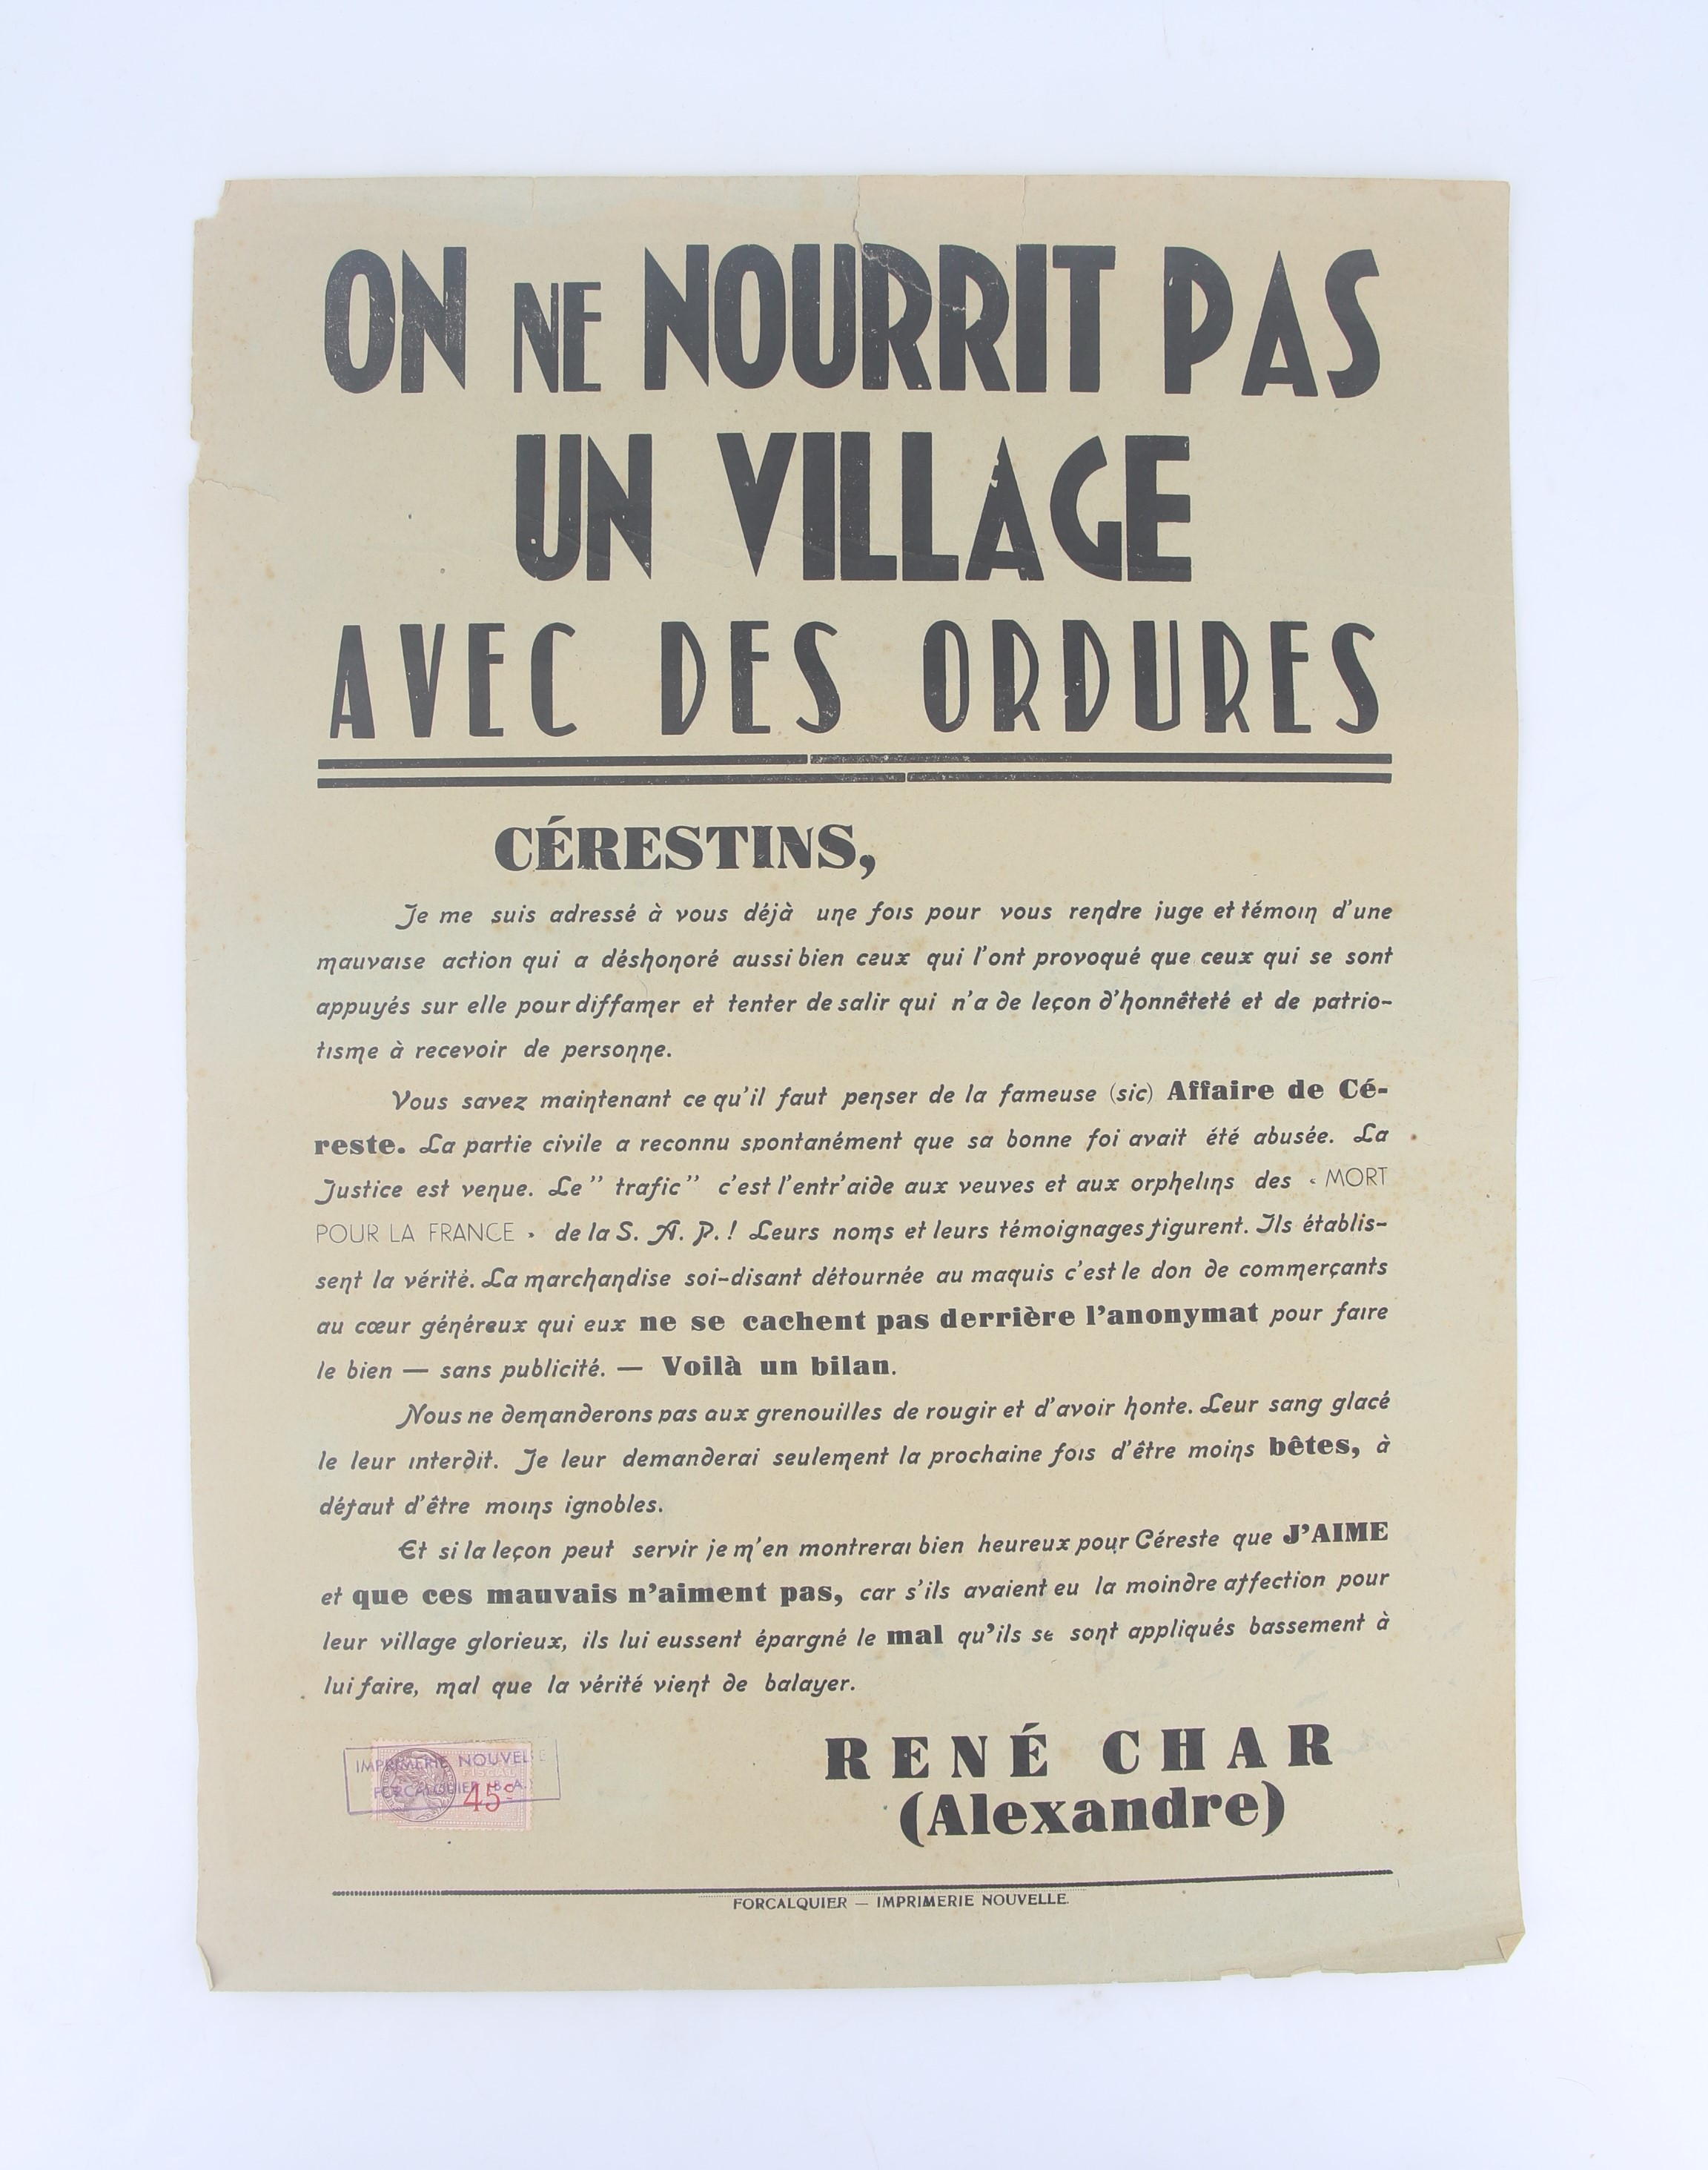 ON NE NOURRIT PAS
UN VILLAGE
AVEC DES ORDURES
CÉRESTINS,
Je me suis adressé à vous déjà une fois pour vous rendre juge et témoin d'une
mauvaise action qui a déshonoré aussi bien ceux qui l'ont provoqué que ceux qui se sont
appuyés sur elle pour diffamer et tenter de salir qui n'a de leçon d'honnêteté et de patrio-
tisme à recevoir de personne.
Vous savez maintenant ce qu'il faut penser de la fameuse (sic) Affaire de Cé-
reste. La partie civile a reconnu spontanément que sa bonne foi avait été abusée. La
Justice est venue. Le " trafic " c'est l'entr'aide aux veuves et aux orphelins des « MORT
POUR LA FRANCE » de la S. A. P. ! Leurs noms et leurs témoignages figurent. Ils établis-
sent la vérité. La marchandise soi-disant détournée au maquis c'est le don de commerçants
au cœur généreux qui eux ne se cachent pas derrière l'anonymat pour faire
le bien — sans publicité. — Voilà un bilan.
Nous ne demanderons pas aux grenouilles de rougir et d'avoir honte. Leur sang glacé
le leur interdit. Je leur demanderai seulement la prochaine fois d'être moins bêtes, à
défaut d'être moins ignobles.
Et si la leçon peut servir je m'en montrerai bien heureux pour Céreste que J'AIME
et que ces mauvais n'aiment pas, car s'ils avaient eu la moindre affection pour
leur village glorieux, ils lui eussent épargné le mal qu'ils se sont appliqués bassement à
lui faire, mal que la vérité vient de balayer.
RENÉ CHAR
(Alexandre)
IMPRIMERIE NOUVELLE
FISCAL
FORCALQUIER B. A.
45c
FORCALQUIER — IMPRIMERIE NOUVELLE.